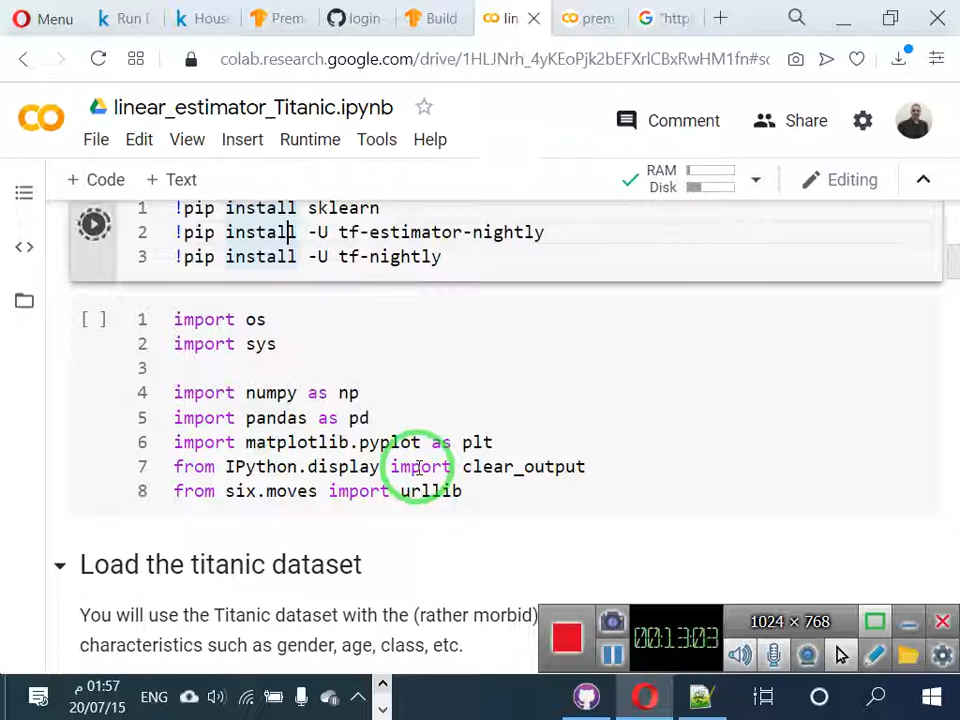 Menu
Run [
Hous
Prem
login-
Build
lin
prem
"http
colab.research.google.com/drive/1HLJNrh_4yKEoPjk2bEFXrlCBxRwHM1fn#sc
linear_estimator_Titanic.ipynb
File Edit View Insert Runtime Tools Help
Comment
Share
+ Code + Text
RAM
Disk
Editing
1 !pip install sklearn
2 !pip install -U tf-estimator-nightly
3 !pip install -U tf-nightly
[ ] 1 import os
2 import sys
3
4 import numpy as np
5 import pandas as pd
6 import matplotlib.pyplot as plt
7 from IPython.display import clear_output
8 from six.moves import urllib
Load the titanic dataset
You will use the Titanic dataset with the (rather morbid)
characteristics such as gender, age, class, etc.
1024 × 768
00:13:03
01:57 م
20/07/15
ENG